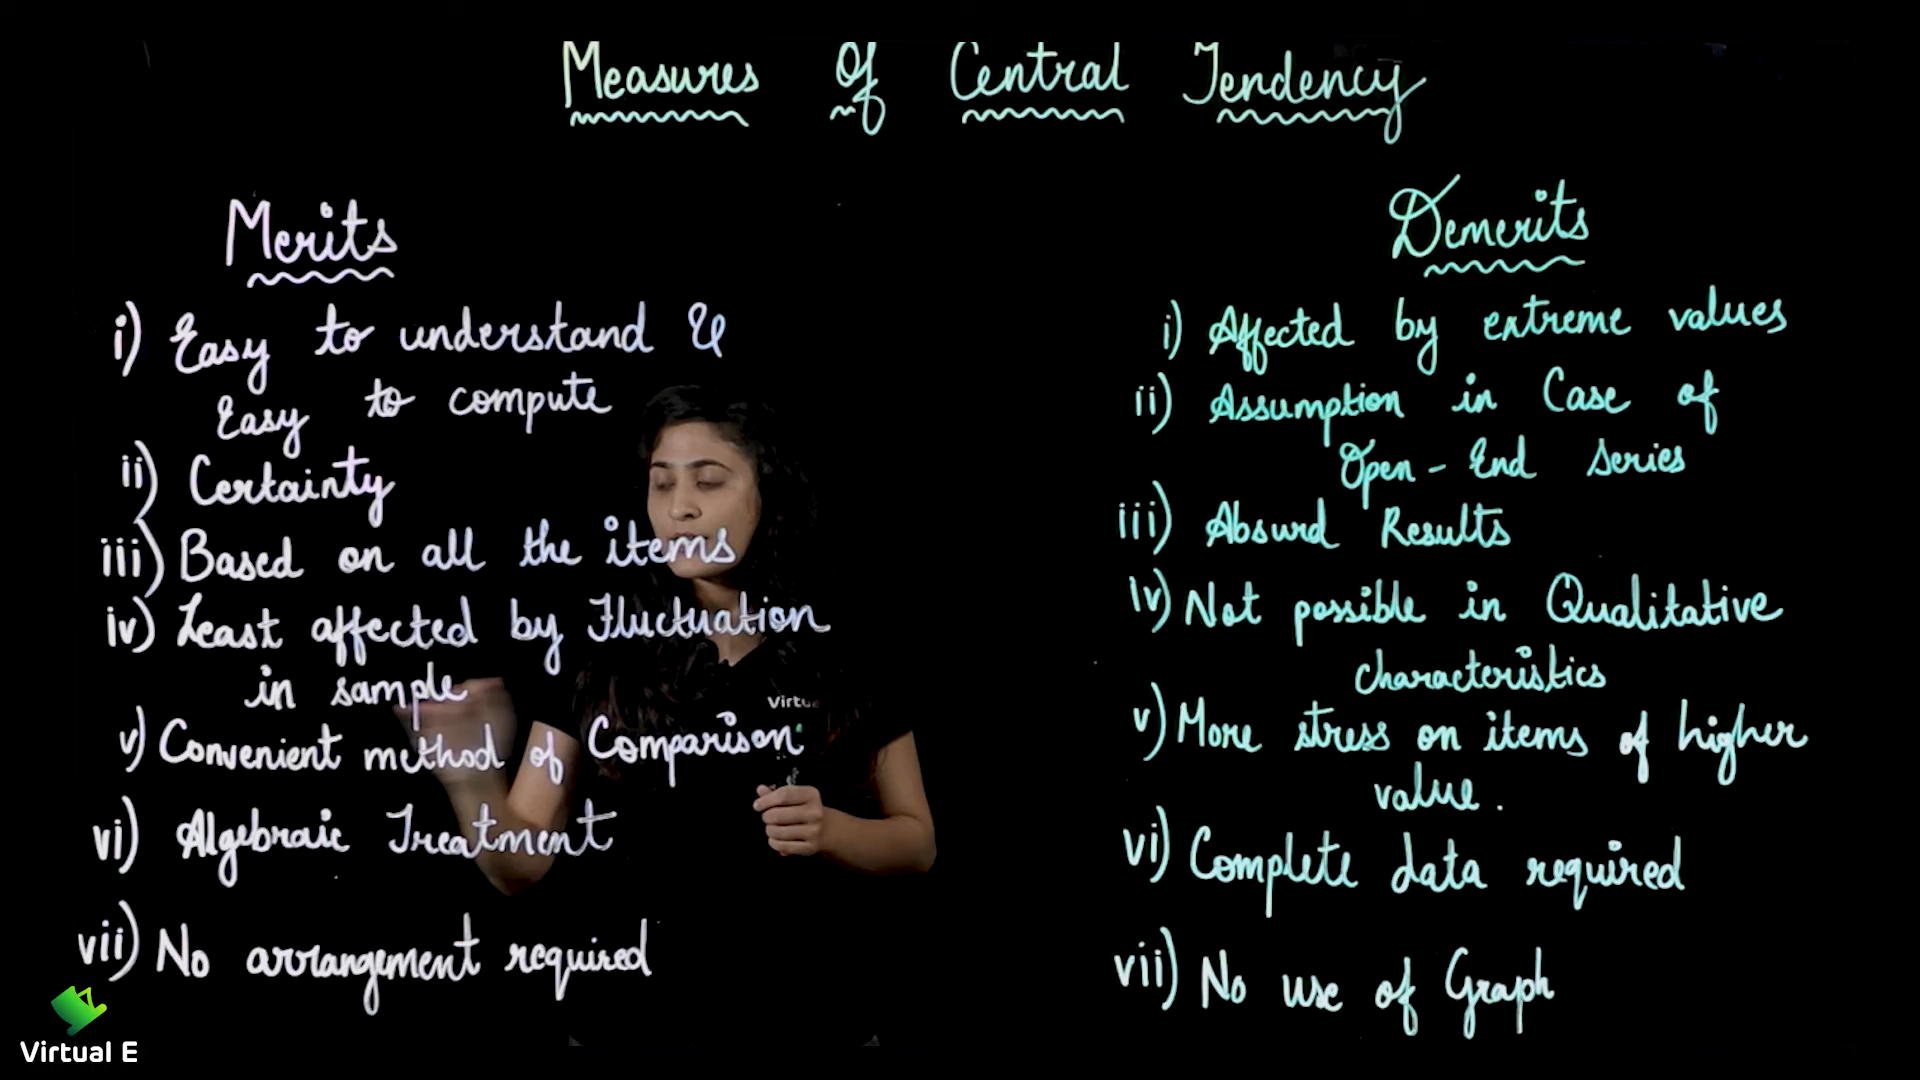 Measures Of Central Tendency
Merits
i) Easy to understand &
Easy to compute
ii) Certainty
iii) Based on all the items
iv) Least affected by Fluctuation
in sample
v) Convenient method of Comparison
vi) Algebraic Treatment
vii) No arrangement required
Demerits
i) Affected by extreme values
ii) Assumption in Case of
Open-End series
iii) Absurd Results
iv) Not possible in Qualitative
characteristics
v) More stress on items of higher
value.
vi) Complete data required
vii) No use of Graph
Virtual E